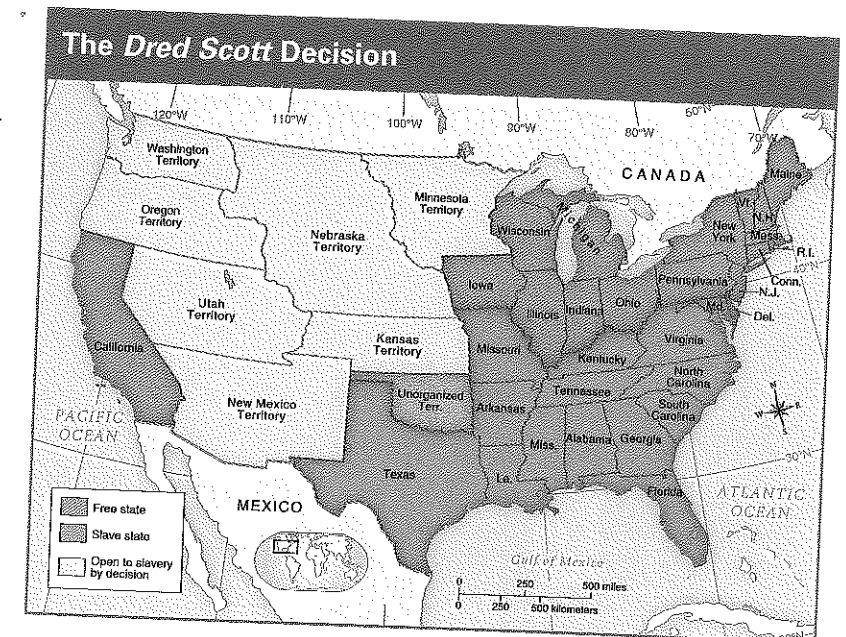 The Dred Scott Decision
120°W
110°W
100°W
90°W
80°W
70°W
50°N
CANADA
Washington
Territory
Oregon
Territory
Nebraska
Territory
Minnesota
Territory
Utah
Territory
Kansas
Territory
New Mexico
Territory
Unorganized
Terr.
California
Wisconsin
Michigan
Iowa
Illinois
Indiana
Ohio
Pennsylvania
New
York
Vt.
N.H.
Maine
Mass.
R.I.
40°N
Conn.
N.J.
Md.
Del.
Missouri
Kentucky
Virginia
North
Carolina
Tennessee
South
Carolina
Arkansas
Miss.
Alabama
Georgia
Texas
La.
Florida
30°N
PACIFIC
OCEAN
ATLANTIC
OCEAN
MEXICO
Gulf of Mexico
N
W
E
S
Free state
Slave state
Open to slavery
by decision
0 250 500 miles
0 250 500 kilometers